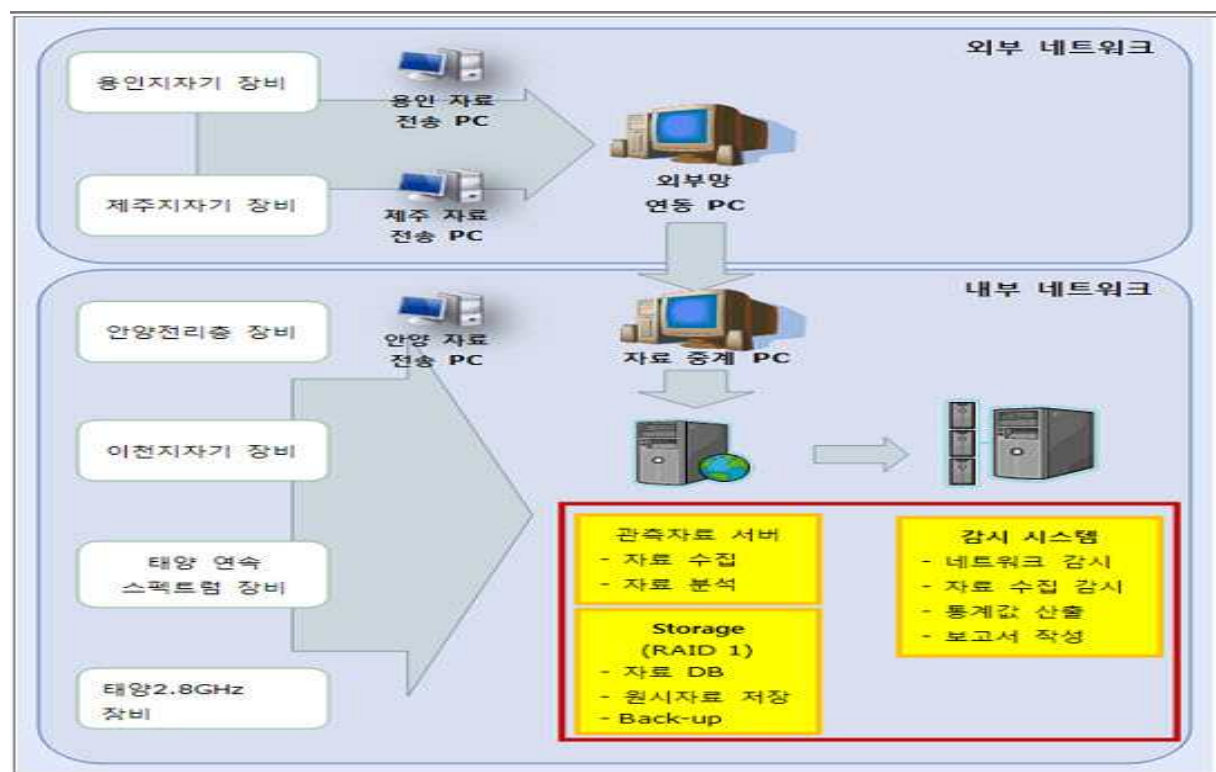 외부 네트워크
용인지자기 장비
용인 자료
전송 PC
외부망
연동 PC
제주지자기 장비
제주 자료
전송 PC
내부 네트워크
안양전리층 장비
안양 자료
전송 PC
자료 중계 PC
이천지자기 장비
태양 연속
스펙트럼 장비
태양2.8GHz
장비
관측자료 서버
- 자료 수집
- 자료 분석
Storage
(RAID 1)
- 자료 DB
- 원시자료 저장
- Back-up
감시 시스템
- 네트워크 감시
- 자료 수집 감시
- 통계값 산출
- 보고서 작성